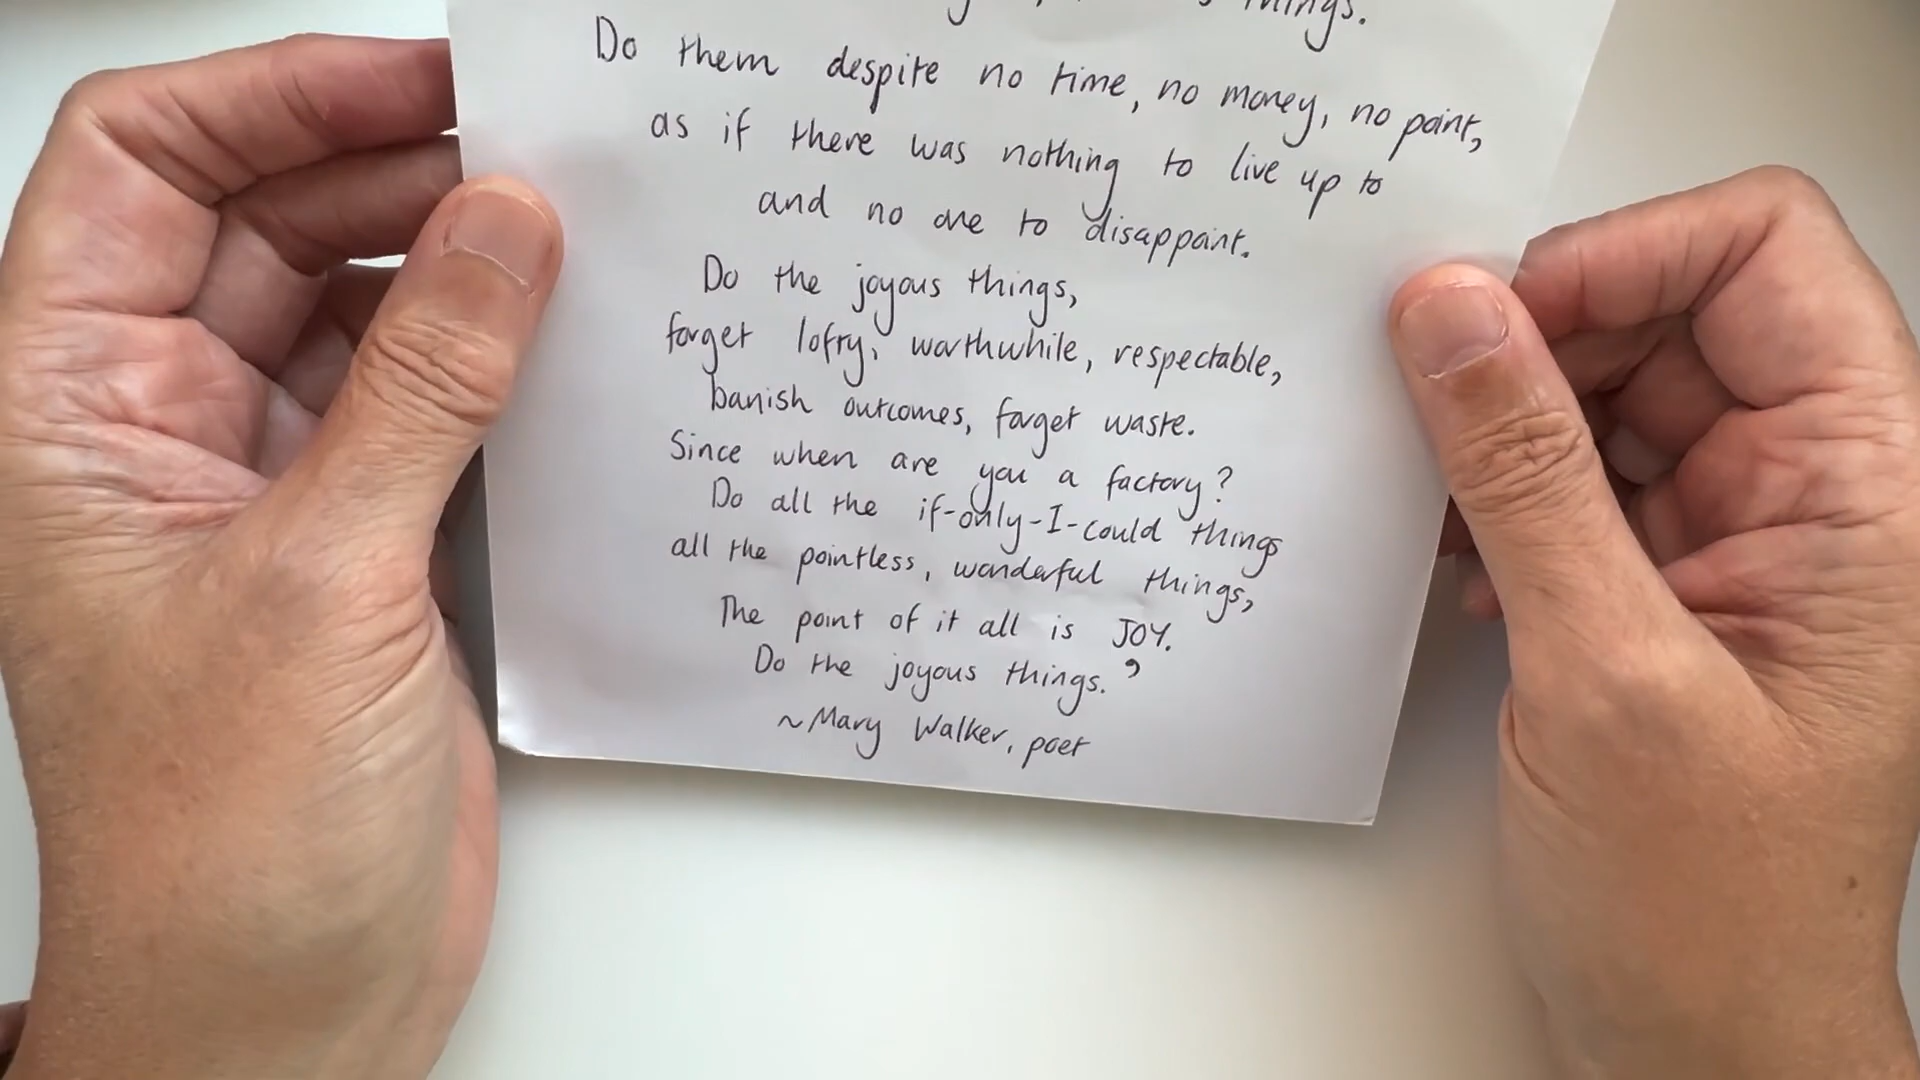 things.
Do them despite no time, no money, no point,
as if there was nothing to live up to
and no one to disappoint.
Do the joyous things,
forget lofty, worthwhile, respectable,
banish outcomes, forget waste.
Since when are you a factory?
Do all the if-only-I-could things
all the pointless, wonderful things,
The point of it all is JOY.
Do the joyous things.’
~Mary Walker, poet